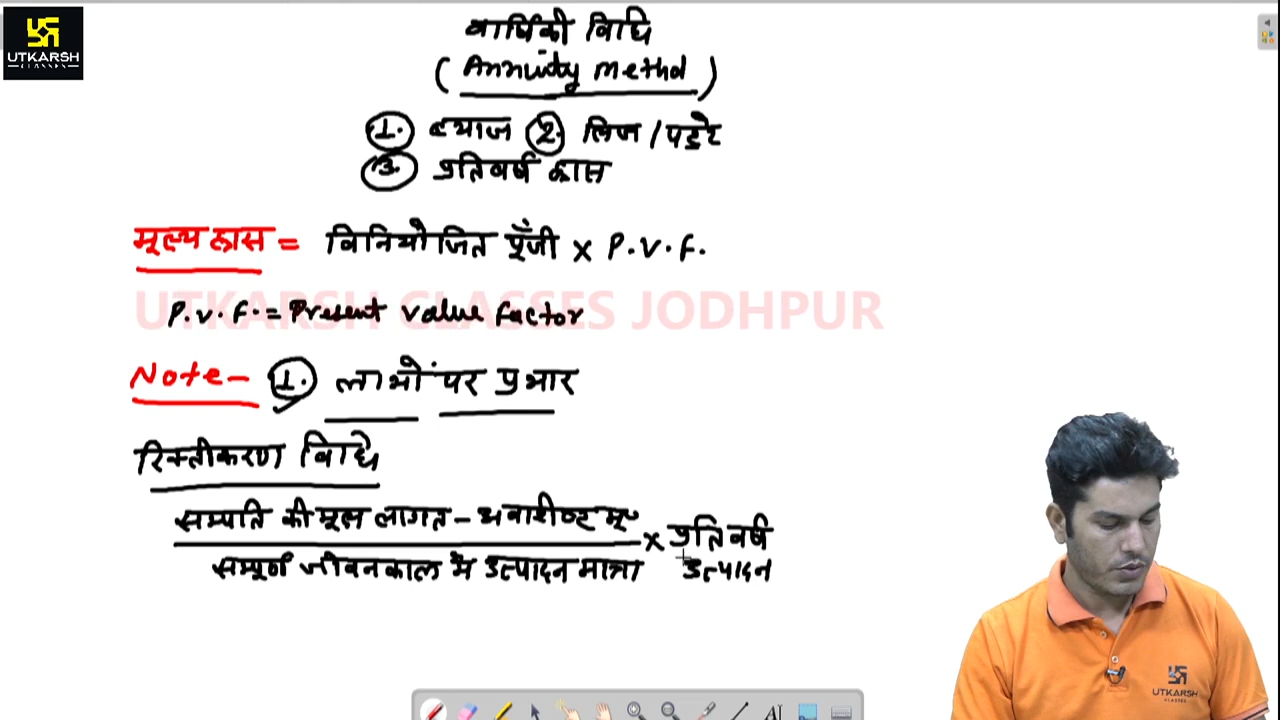 UTKARSH
CLASSES
वार्षिकी विधि
(Annuity method)
1. ब्याज 2. लिज / पट्टे
3. प्रतिवर्ष ह्रास
मूल्य ह्रास = विनियोजित पूँजी × P.V.F.
UTKARSH CLASSES JODHPUR
P.V.F. = Present value factor
Note- 1. लाभों पर प्रभार
रिक्तीकरण विधि
सम्पति की मूल लागत - अवशिष्ट मू × प्रतिवर्ष
सम्पूर्ण जीवनकाल में उत्पादन मात्रा उत्पादन
UTKARSH
CLASSES